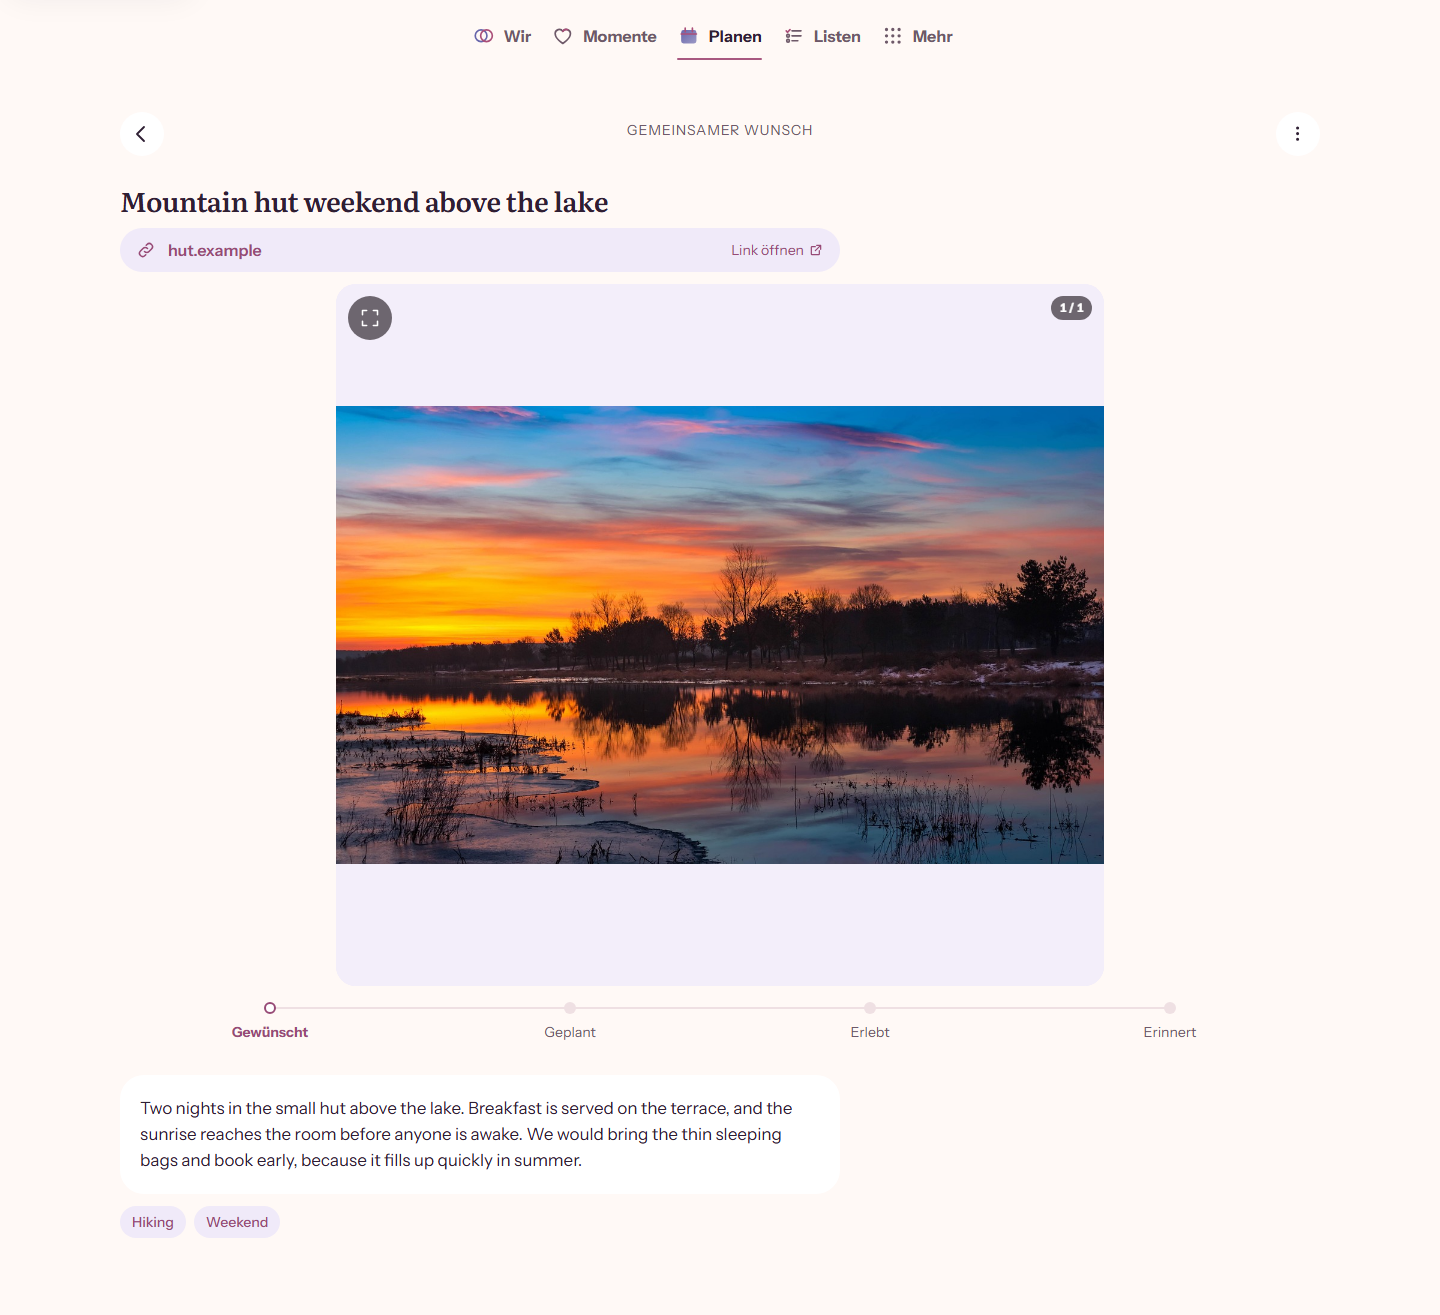 Wir Momente Planen Listen Mehr
GEMEINSAMER WUNSCH
Mountain hut weekend above the lake
hut.example Link öffnen
1 / 1
Gewünscht Geplant Erlebt Erinnert
Two nights in the small hut above the lake. Breakfast is served on the terrace, and the
sunrise reaches the room before anyone is awake. We would bring the thin sleeping
bags and book early, because it fills up quickly in summer.
Hiking Weekend